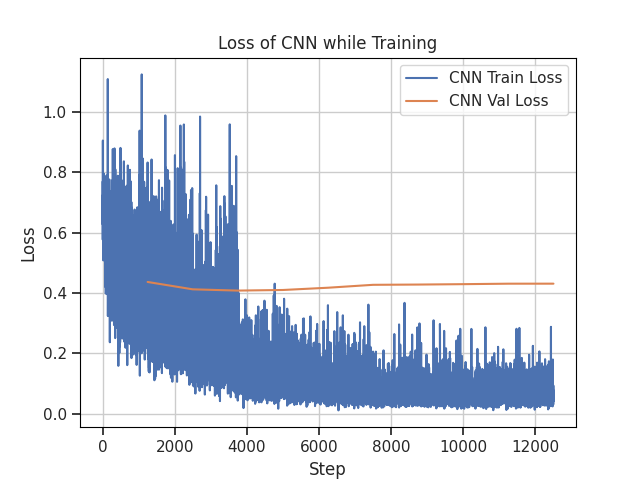 Loss of CNN while Training
CNN Train Loss
CNN Val Loss
1.0
0.8
0.6
0.4
0.2
0.0
Loss
0 2000 4000 6000 8000 10000 12000
Step